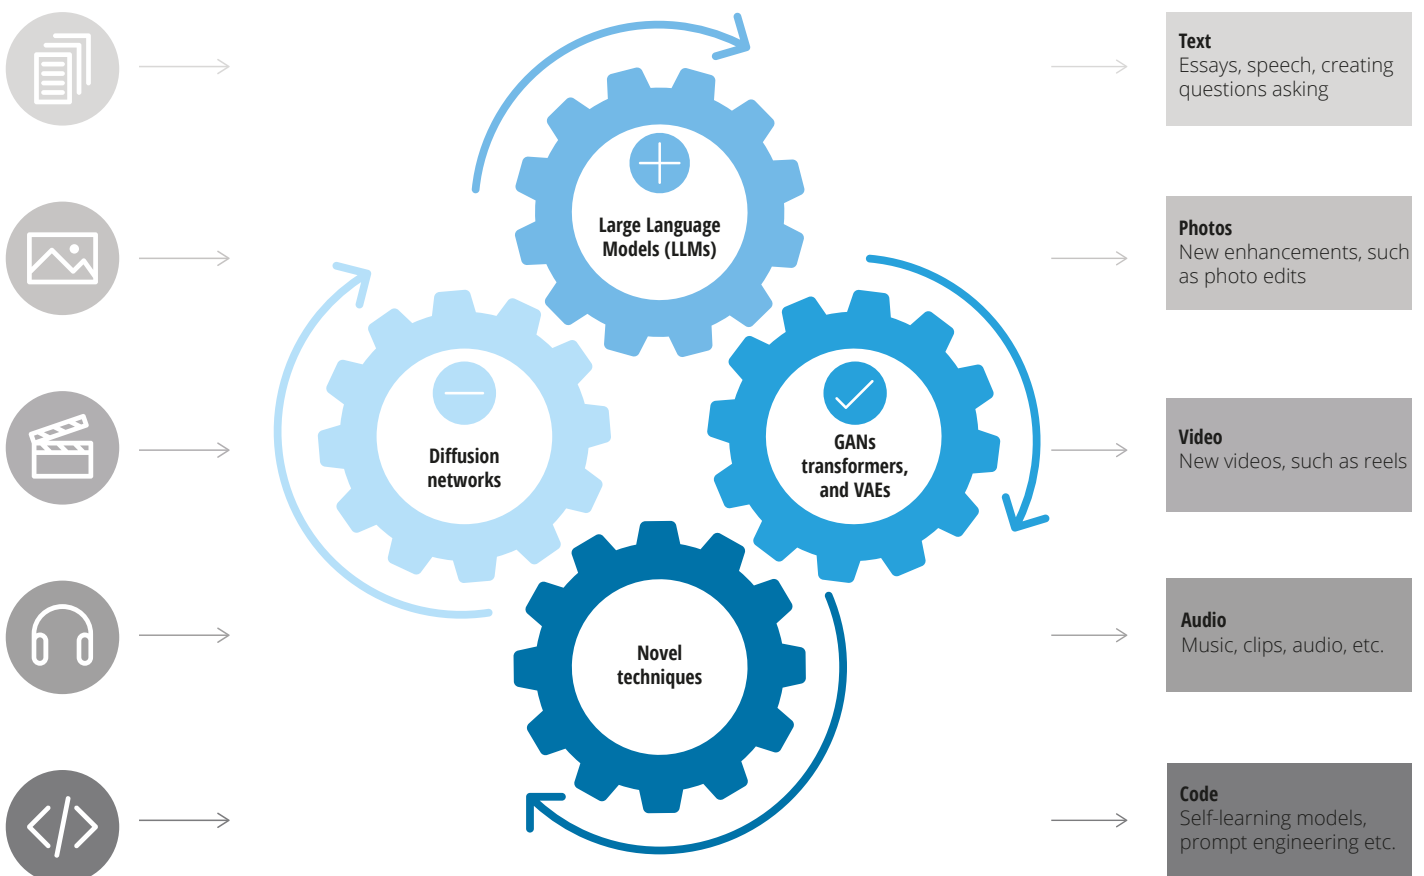 Large Language
Models (LLMs)
Diffusion
networks
GANs
transformers,
and VAEs
Novel
techniques
Text
Essays, speech, creating
questions asking
Photos
New enhancements, such
as photo edits
Video
New videos, such as reels
Audio
Music, clips, audio, etc.
Code
Self-learning models,
prompt engineering etc.